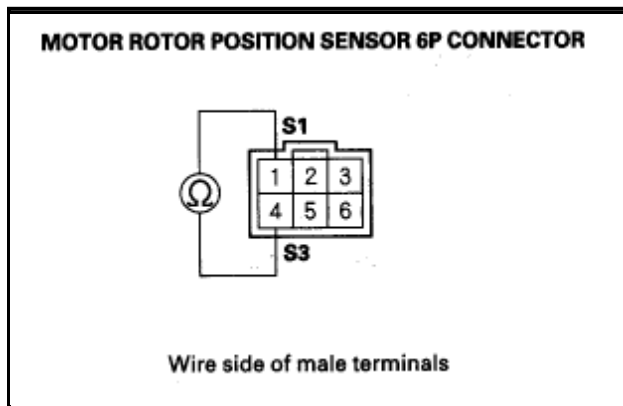 MOTOR ROTOR POSITION SENSOR 6P CONNECTOR
S1
Ω
1 2 3
4 5 6
S3
Wire side of male terminals